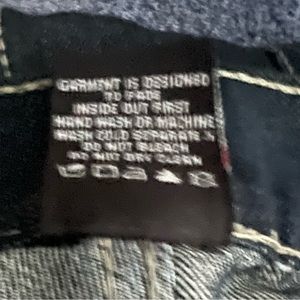 GARMENT IS DESIGNED
TO FADE
INSIDE OUT FIRST
HAND WASH OR MACHINE
WASH COLD SEPARATELY
DO NOT BLEACH
DO NOT DRY CLEAN